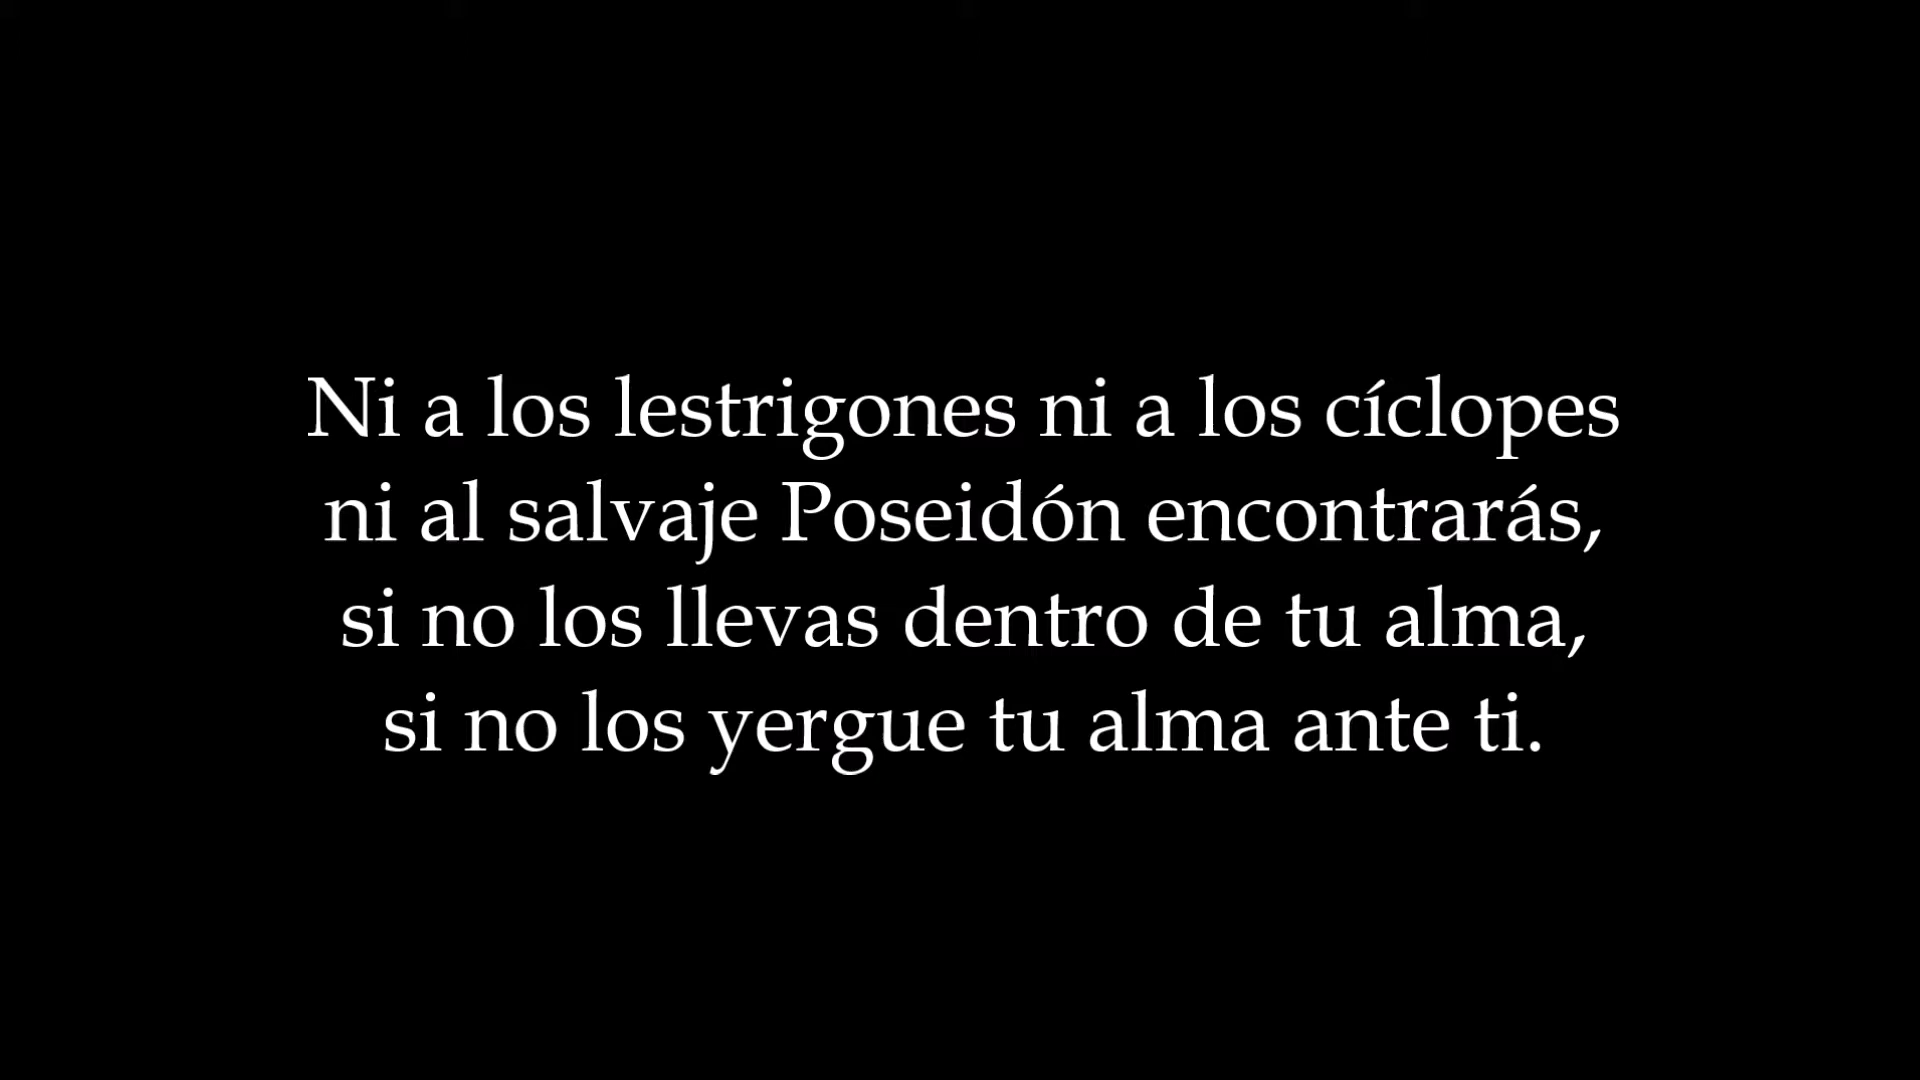 Ni a los lestrigones ni a los cíclopes
ni al salvaje Poseidón encontrarás,
si no los llevas dentro de tu alma,
si no los yergue tu alma ante ti.